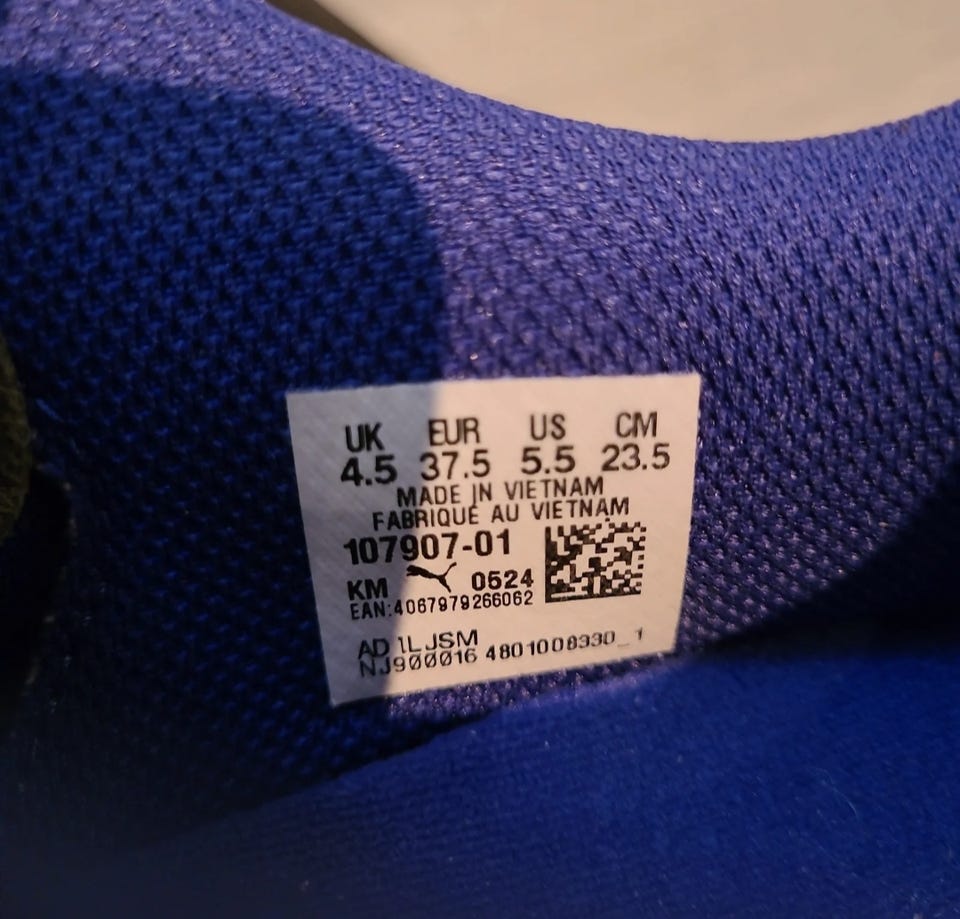 UK EUR US CM
4.5 37.5 5.5 23.5
MADE IN VIETNAM
FABRIQUE AU VIETNAM
107907-01
KM 0524
EAN:4067979266062
AD 1LJSM
NJ900016 4801008330_1